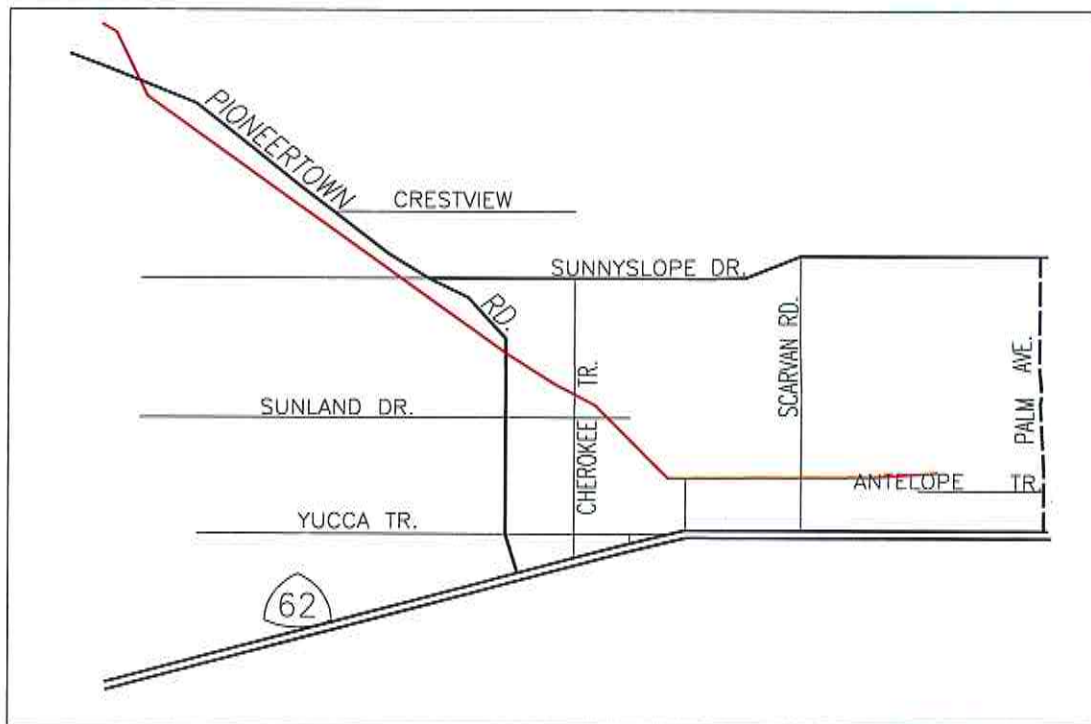 PIONEERTOWN RD.
CRESTVIEW
SUNNYSLOPE DR.
SCARVAN RD.
PALM AVE.
CHEROKEE TR.
SUNLAND DR.
ANTELOPE TR.
YUCCA TR.
62